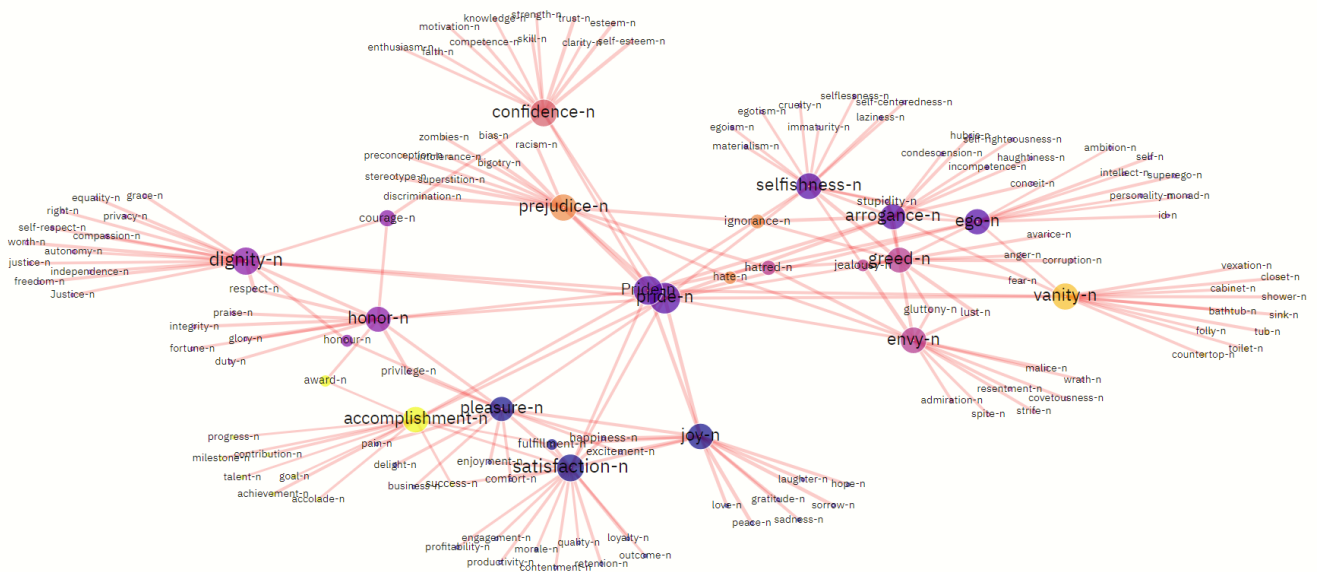 strength-n
knowledge-n
trust-n
esteem-n
motivation-n
competence-n
skill-n
clarity-n
self-esteem-n
enthusiasm-n
faith-n
confidence-n
zombies-n
bias-n
racism-n
preconception-n
intolerance-n
bigotry-n
stereotype-n
superstition-n
discrimination-n
prejudice-n
courage-n
ignorance-n
selflessness-n
self-centeredness-n
cruelty-n
egotism-n
laziness-n
egoism-n
immaturity-n
materialism-n
selfishness-n
stupidity-n
hubris-n
self-righteousness-n
condescension-n
haughtiness-n
incompetence-n
conceit-n
arrogance-n
ambition-n
self-n
intellect-n
superego-n
personality-n
monad-n
id-n
ego-n
avarice-n
anger-n
corruption-n
fear-n
greed-n
jealousy-n
hatred-n
hate-n
gluttony-n
lust-n
envy-n
malice-n
wrath-n
resentment-n
covetousness-n
admiration-n
spite-n
strife-n
vanity-n
vexation-n
closet-n
cabinet-n
shower-n
bathtub-n
sink-n
folly-n
tub-n
toilet-n
countertop-n
Pride-n
pride-n
grace-n
equality-n
right-n
privacy-n
self-respect-n
compassion-n
worth-n
autonomy-n
justice-n
independence-n
freedom-n
Justice-n
dignity-n
respect-n
praise-n
integrity-n
glory-n
fortune-n
duty-n
honor-n
honour-n
award-n
privilege-n
pleasure-n
accomplishment-n
progress-n
contribution-n
milestone-n
talent-n
goal-n
achievement-n
accolade-n
pain-n
delight-n
business-n
success-n
enjoyment-n
comfort-n
fulfillment-n
happiness-n
excitement-n
satisfaction-n
joy-n
laughter-n
hope-n
love-n
gratitude-n
sorrow-n
peace-n
sadness-n
engagement-n
profitability-n
morale-n
quality-n
loyalty-n
productivity-n
contentment-n
retention-n
outcome-n